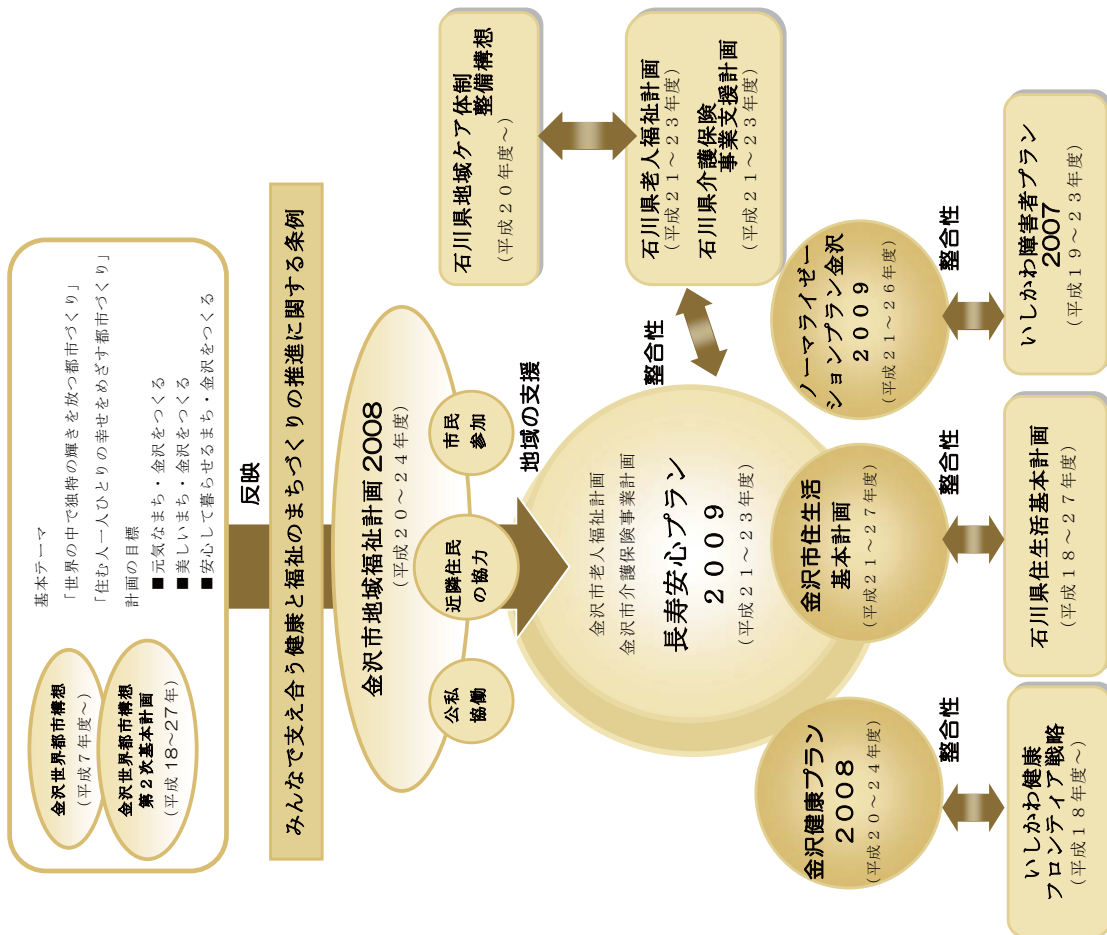 金沢世界都市構想
(平成7年度～)
金沢世界都市構想
第2次基本計画
(平成 18～27年)
基本テーマ
「世界の中で独特の輝きを放つ都市づくり」
「住む人一人ひとりの幸せをめざす都市づくり」
計画の目標
■元気なまち・金沢をつくる
■美しいまち・金沢をつくる
■安心して暮らせるまち・金沢をつくる
反映
みんなで支え合う健康と福祉のまちづくりの推進に関する条例
金沢市地域福祉計画2008
(平成20～24年度)
公私
協働
近隣住民
の協力
市民
参加
地域の支援
石川県地域ケア体制
整備構想
(平成20年度～)
石川県老人福祉計画
(平成21～23年度)
石川県介護保険
事業支援計画
(平成21～23年度)
整合性
金沢市老人福祉計画
金沢市介護保険事業計画
長寿安心プラン
2009
(平成21～23年度)
金沢健康プラン
2008
(平成20～24年度)
金沢市住生活
基本計画
(平成21～27年度)
ノーマライゼー
ションプラン金沢
2009
(平成21～26年度)
整合性
整合性
整合性
いしかわ健康
フロンティア戦略
(平成18年度～)
石川県住生活基本計画
(平成18～27年度)
いしかわ障害者プラン
2007
(平成19～23年度)